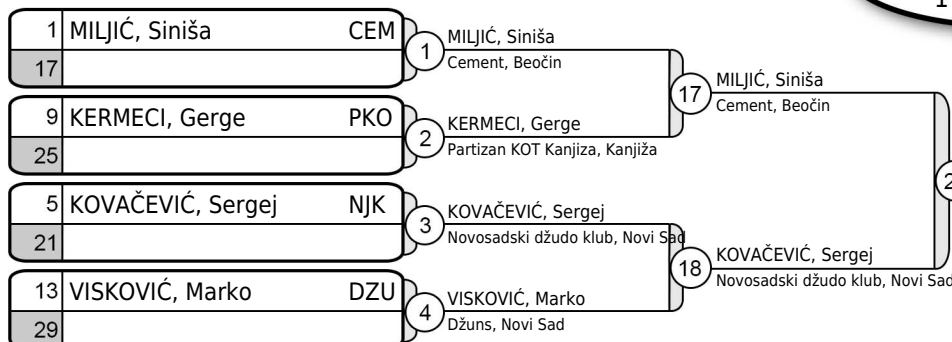 1 MILJIĆ, Siniša CEM
17
1
MILJIĆ, Siniša
Cement, Beočin
9 KERMECI, Gerge PKO
25
2
KERMECI, Gerge
Partizan KOT Kanjiza, Kanjiža
17
MILJIĆ, Siniša
Cement, Beočin
5 KOVAČEVIĆ, Sergej NJK
21
3
KOVAČEVIĆ, Sergej
Novosadski džudo klub, Novi Sad
13 VISKOVIĆ, Marko DZU
29
4
VISKOVIĆ, Marko
Džuns, Novi Sad
18
KOVAČEVIĆ, Sergej
Novosadski džudo klub, Novi Sad